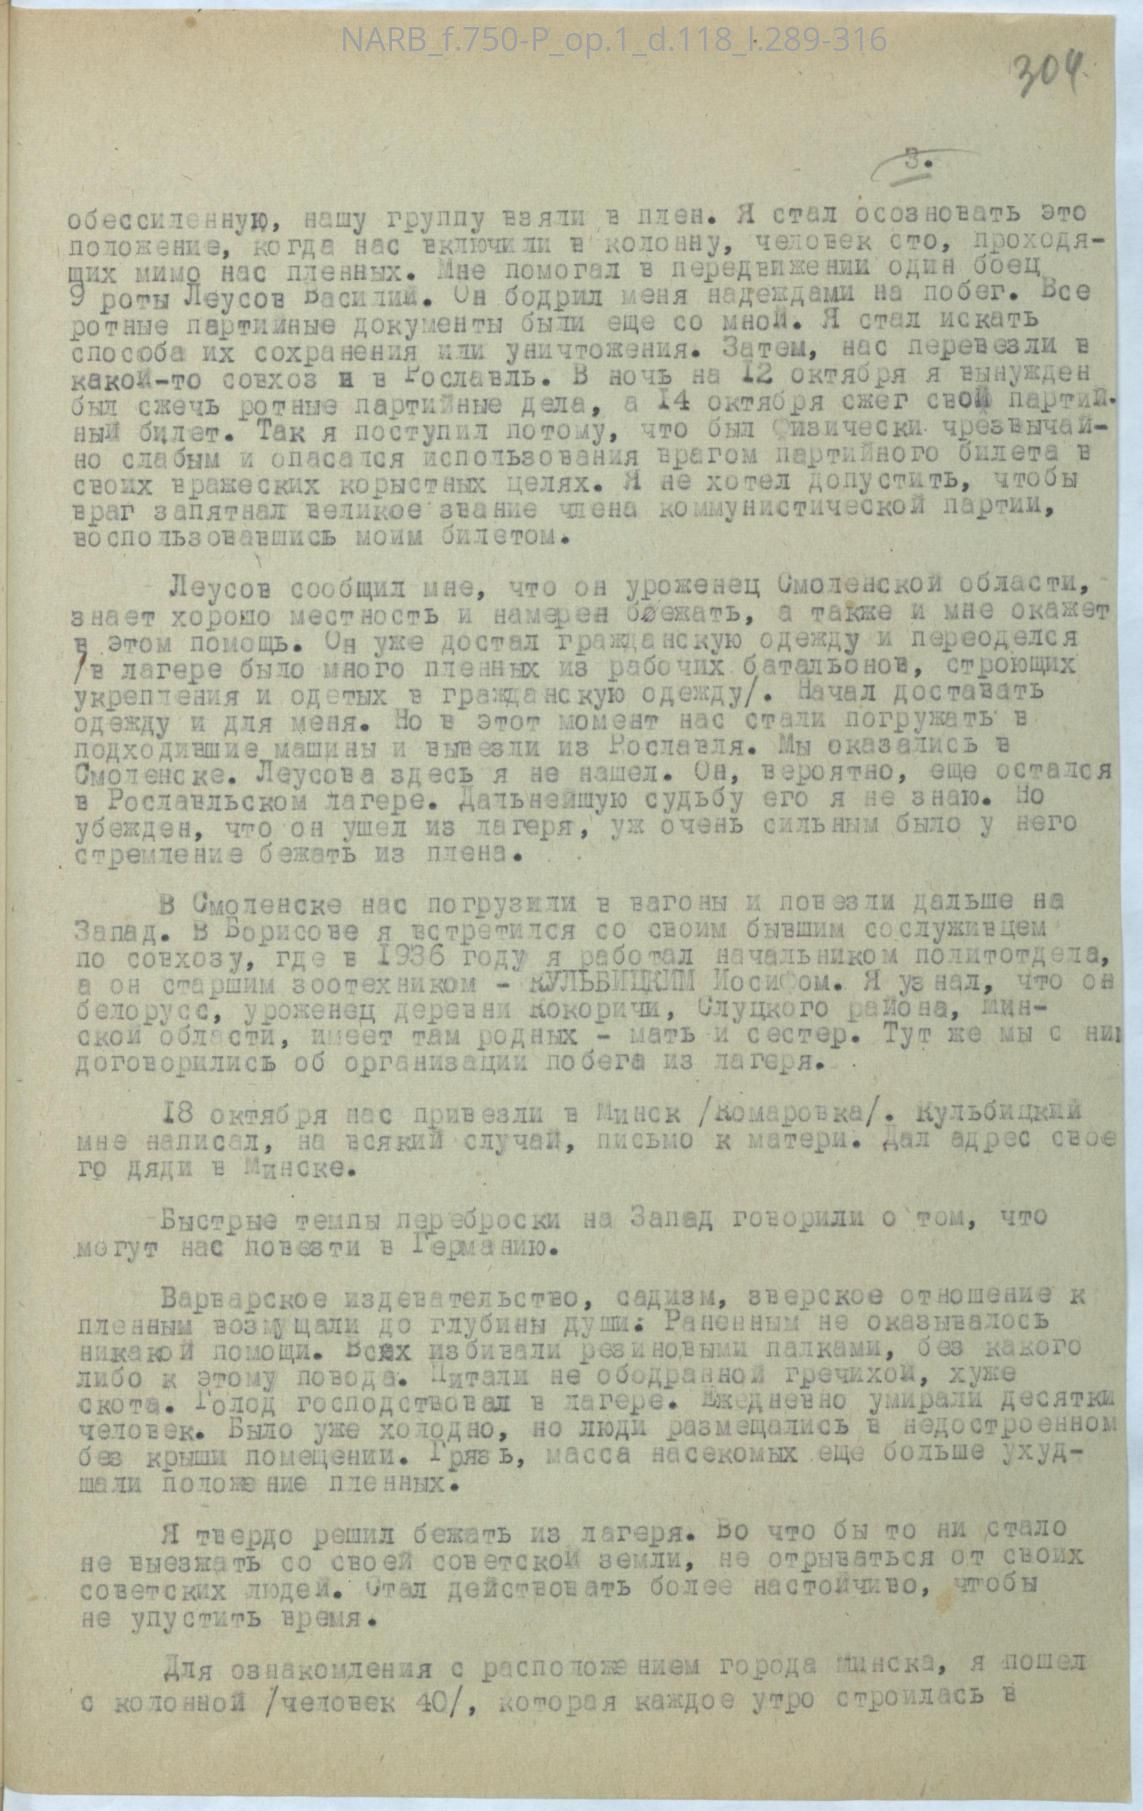 NARB_f.750-P_op.1_d.118_l.289-316
304.
3.
обессиленную, нашу группу взяли в плен. Я стал осозновать это
положение, когда нас включили в колонну, человек сто, проходя-
щих мимо нас пленных. Мне помогал в передвижении один боец
9 роты Леусов Василий. Он бодрил меня надеждами на побег. Все
ротные партийные документы были еще со мной. Я стал искать
способа их сохранения или уничтожения. Затем, нас перевезли в
какой-то совхоз и в Рославль. В ночь на 12 октября я вынужден
был сжечь ротные партийные дела, а 14 октября сжег свой партий-
ный билет. Так я поступил потому, что был физически чрезвычай-
но слабым и опасался использования врагом партийного билета в
своих вражеских корыстных целях. Я не хотел допустить, чтобы
враг запятнал великое звание члена коммунистической партии,
воспользовавшись моим билетом.
Леусов сообщил мне, что он уроженец Смоленской области,
знает хорошо местность и намерен бежать, а также и мне окажет
в этом помощь. Он уже достал гражданскую одежду и переоделся
/в лагере было много пленных из рабочих батальонов, строющих
укрепления и одетых в гражданскую одежду/. Начал доставать
одежду и для меня. Но в этот момент нас стали погружать в
подходившие машины и вывезли из Рославля. Мы оказались в
Смоленске. Леусова здесь я не нашел. Он, вероятно, еще остался
в Рославльском лагере. Дальнейшую судьбу его я не знаю. Но
убежден, что он ушел из лагеря, уж очень сильным было у него
стремление бежать из плена.
В Смоленске нас погрузили в вагоны и повезли дальше на
Запад. В Борисове я встретился со своим бывшим сослуживцем
по совхозу, где в 1936 году я работал начальником политотдела,
а он старшим зоотехником - КУЛЬБИЦКИМ Иосифом. Я узнал, что он
белорусс, уроженец деревни Кокоричи, Слуцкого района, Мин-
ской области, имеет там родных - мать и сестер. Тут же мы с ним
договорились об организации побега из лагеря.
18 октября нас привезли в Минск /Комаровка/. Кульбицкий
мне написал, на всякий случай, письмо к матери. Дал адрес свое
го дяди в Минске.
Быстрые темпы переброски на Запад говорили о том, что
могут нас повезти в Германию.
Варварское издевательство, садизм, зверское отношение к
пленным возмущали до глубины души. Раненным не оказывалось
никакой помощи. Всех избивали резиновыми палками, без какого
либо к этому повода. Питали не ободранной гречихой, хуже
скота. Голод господствовал в лагере. Ежедневно умирали десятки
человек. Было уже холодно, но люди размещались в недостроенном
без крыши помещении. Грязь, масса насекомых еще больше ухуд-
шали положение пленных.
Я твердо решил бежать из лагеря. Во что бы то ни стало
не выезжать со своей советской земли, не отрываться от своих
советских людей. Стал действовать более настойчиво, чтобы
не упустить время.
Для ознакомления с расположением города Минска, я пошел
с колонной /человек 40/, которая каждое утро строилась в